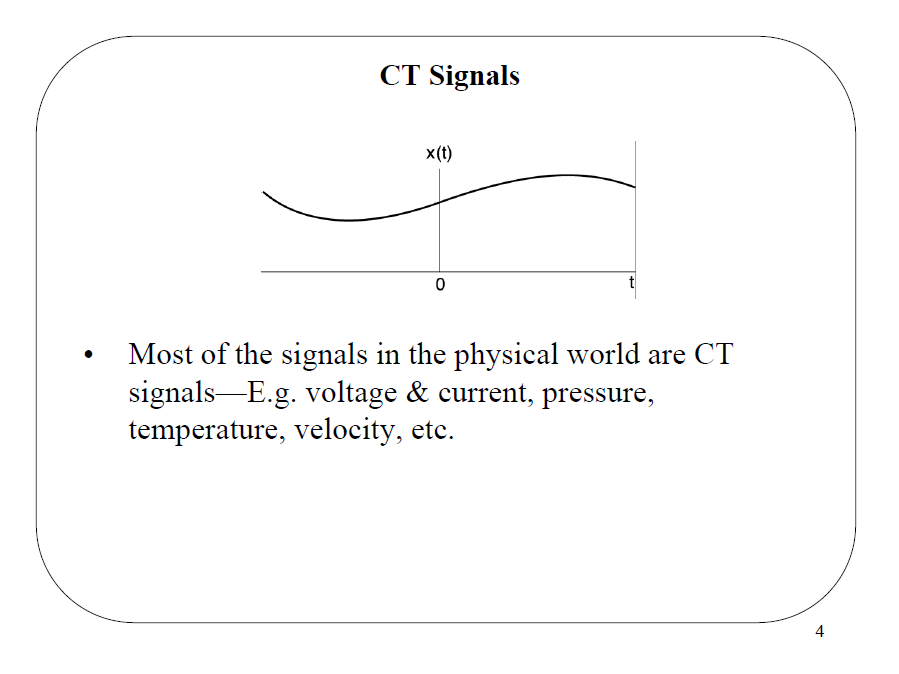 CT Signals
x(t)
0
t
• Most of the signals in the physical world are CT
signals—E.g. voltage & current, pressure,
temperature, velocity, etc.
4